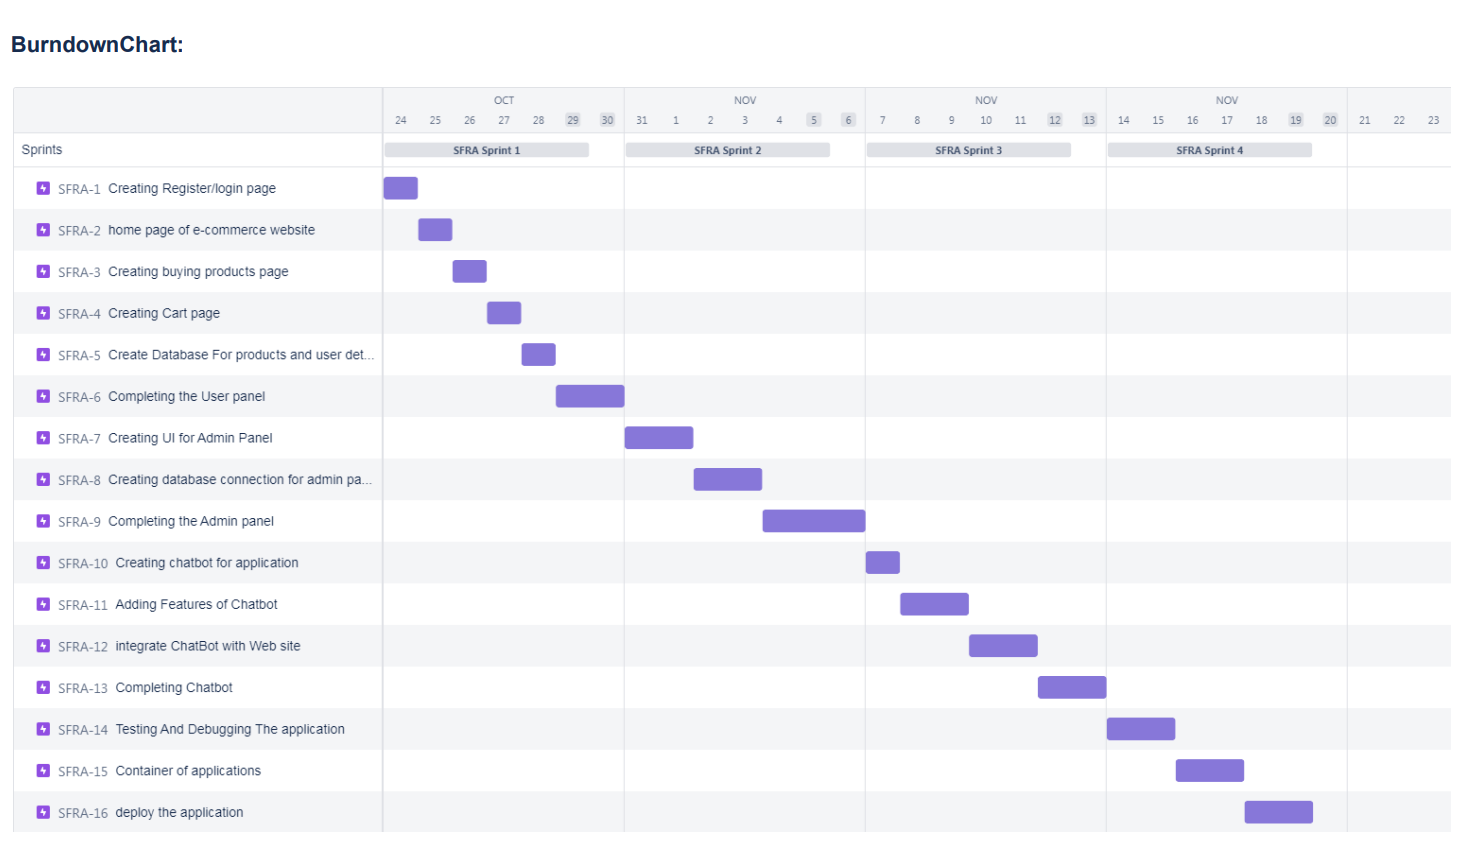 BurndownChart:
OCT NOV NOV NOV
24 25 26 27 28 29 30 31 1 2 3 4 5 6 7 8 9 10 11 12 13 14 15 16 17 18 19 20 21 22 23
Sprints SFRA Sprint 1 SFRA Sprint 2 SFRA Sprint 3 SFRA Sprint 4
SFRA-1 Creating Register/login page
SFRA-2 home page of e-commerce website
SFRA-3 Creating buying products page
SFRA-4 Creating Cart page
SFRA-5 Create Database For products and user det...
SFRA-6 Completing the User panel
SFRA-7 Creating UI for Admin Panel
SFRA-8 Creating database connection for admin pa...
SFRA-9 Completing the Admin panel
SFRA-10 Creating chatbot for application
SFRA-11 Adding Features of Chatbot
SFRA-12 integrate ChatBot with Web site
SFRA-13 Completing Chatbot
SFRA-14 Testing And Debugging The application
SFRA-15 Container of applications
SFRA-16 deploy the application